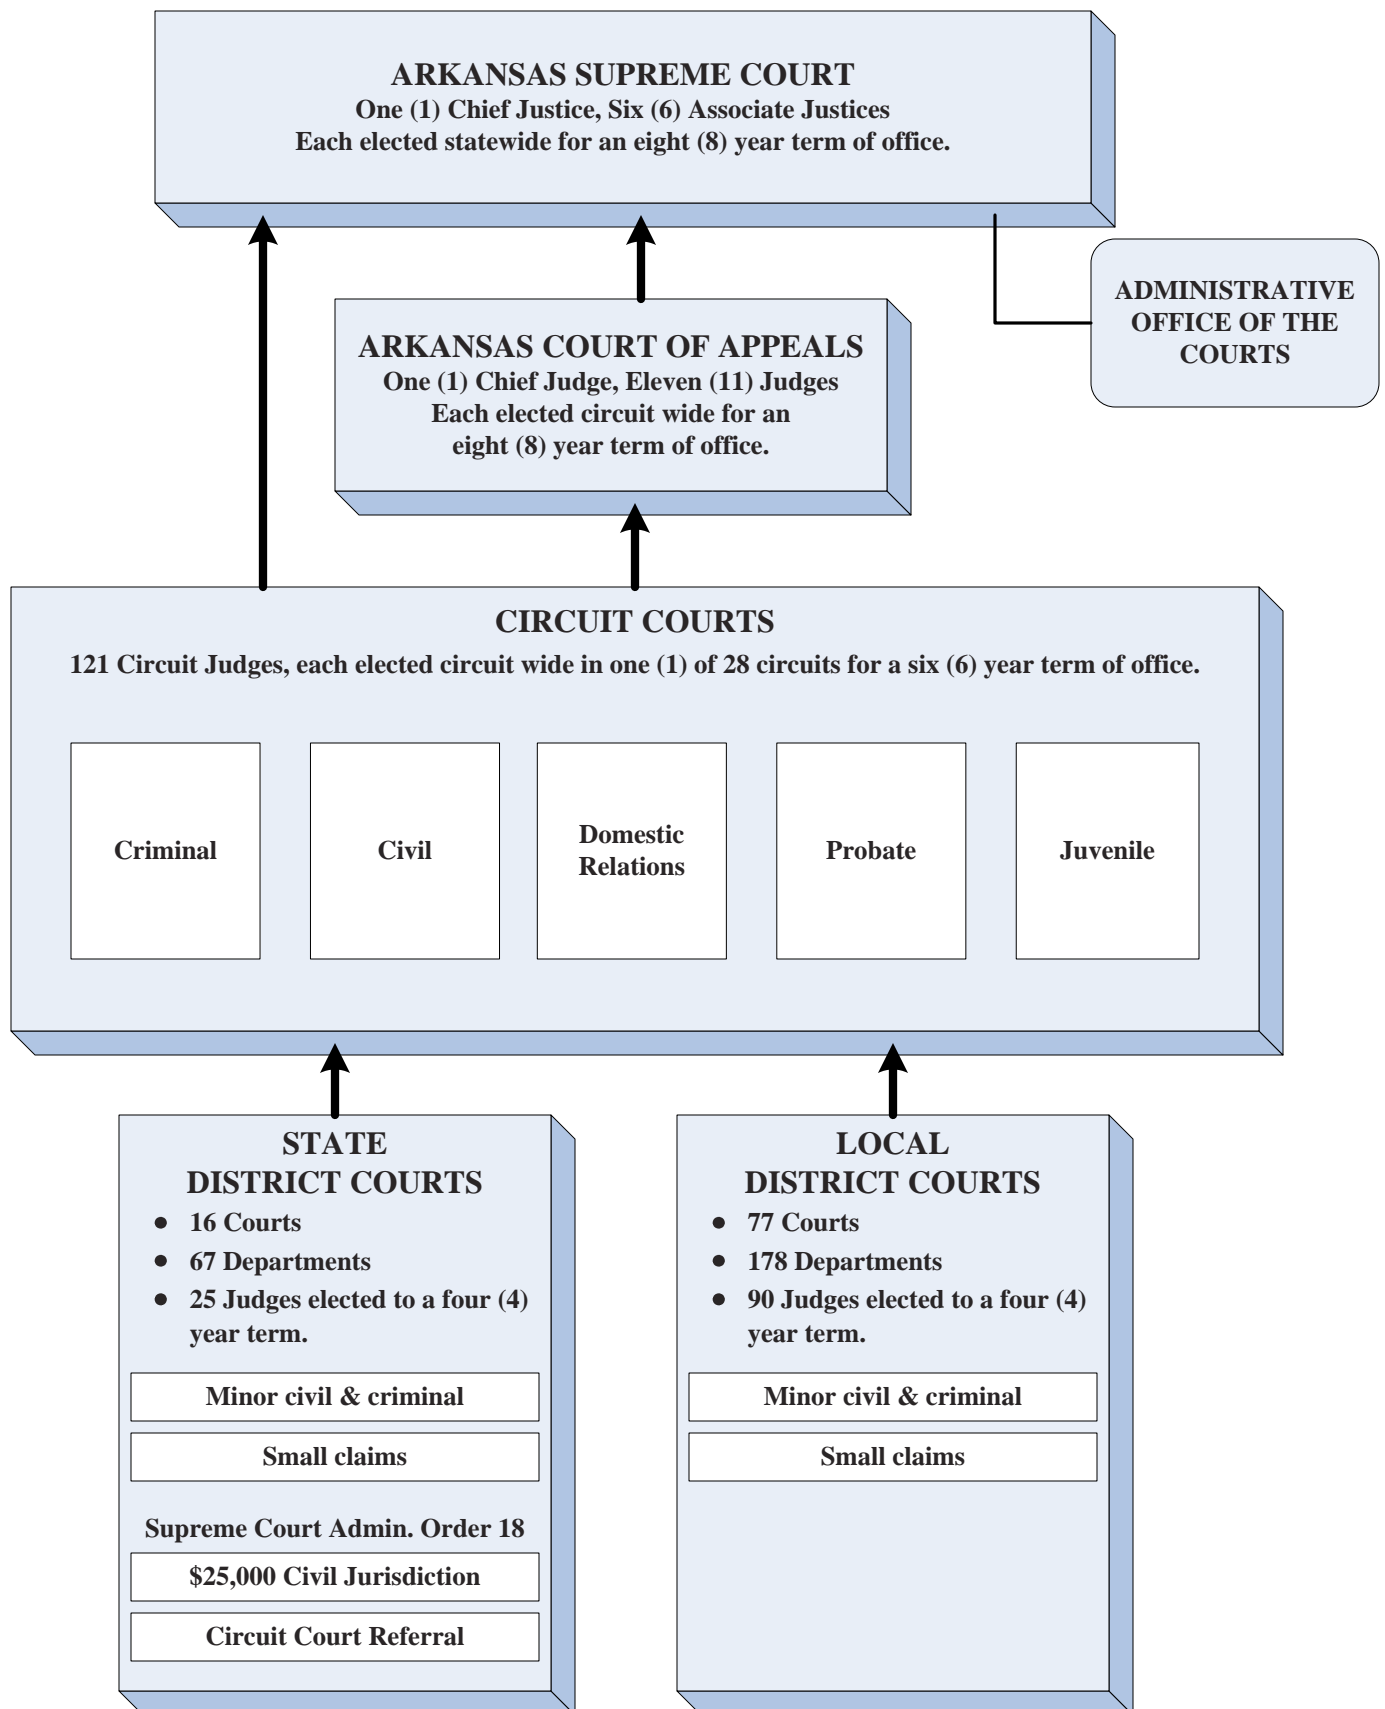 ARKANSAS SUPREME COURT
One (1) Chief Justice, Six (6) Associate Justices
Each elected statewide for an eight (8) year term of office.
ADMINISTRATIVE
OFFICE OF THE
COURTS
ARKANSAS COURT OF APPEALS
One (1) Chief Judge, Eleven (11) Judges
Each elected circuit wide for an
eight (8) year term of office.
CIRCUIT COURTS
121 Circuit Judges, each elected circuit wide in one (1) of 28 circuits for a six (6) year term of office.
Criminal
Civil
Domestic
Relations
Probate
Juvenile
STATE
DISTRICT COURTS
• 16 Courts
• 67 Departments
• 25 Judges elected to a four (4)
year term.
Minor civil & criminal
Small claims
Supreme Court Admin. Order 18
$25,000 Civil Jurisdiction
Circuit Court Referral
LOCAL
DISTRICT COURTS
• 77 Courts
• 178 Departments
• 90 Judges elected to a four (4)
year term.
Minor civil & criminal
Small claims